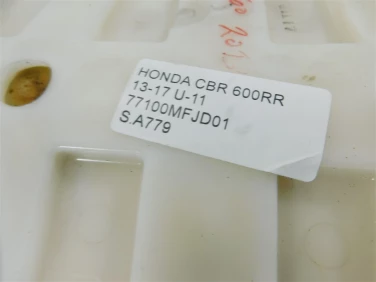 HONDA CBR 600RR
13-17 U-11
77100MFJD01
S.A779